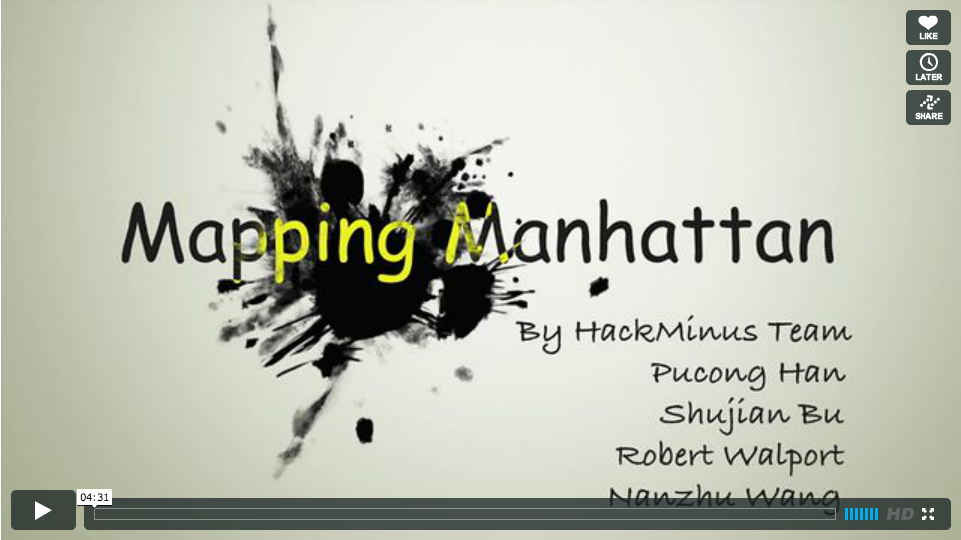 LIKE
LATER
SHARE
Mapping Manhattan
By HackMinus Team
Pucong Han
Shujian Bu
Robert Walport
Nanzhu Wang
04:31
HD